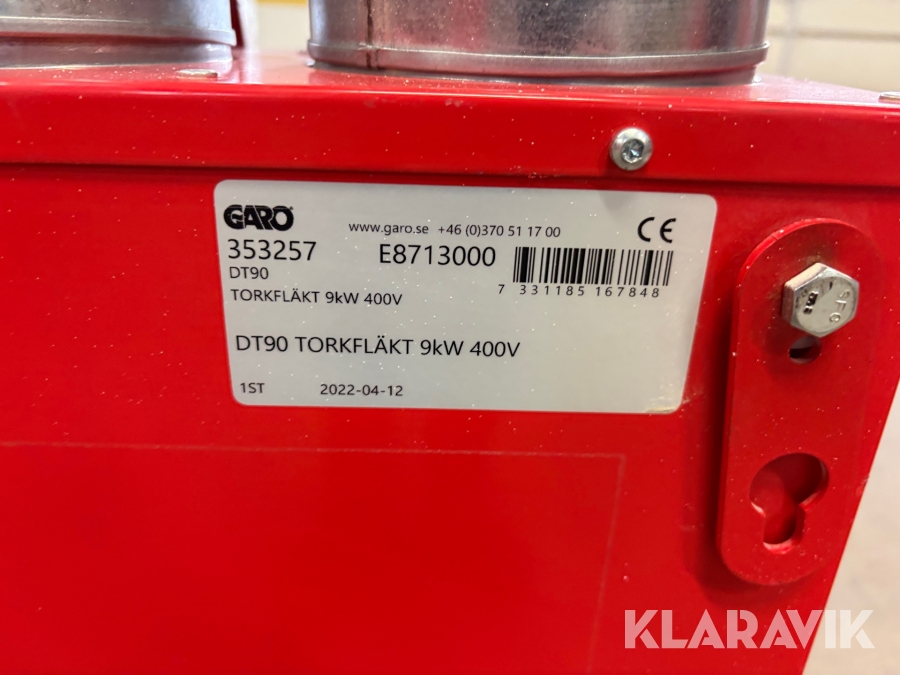 GARO
www.garo.se +46 (0)370 51 17 00
CE
353257
E8713000
DT90
7 331185 167848
TORKFLÄKT 9kW 400V
DT90 TORKFLÄKT 9kW 400V
1ST 2022-04-12
KLARAVIK